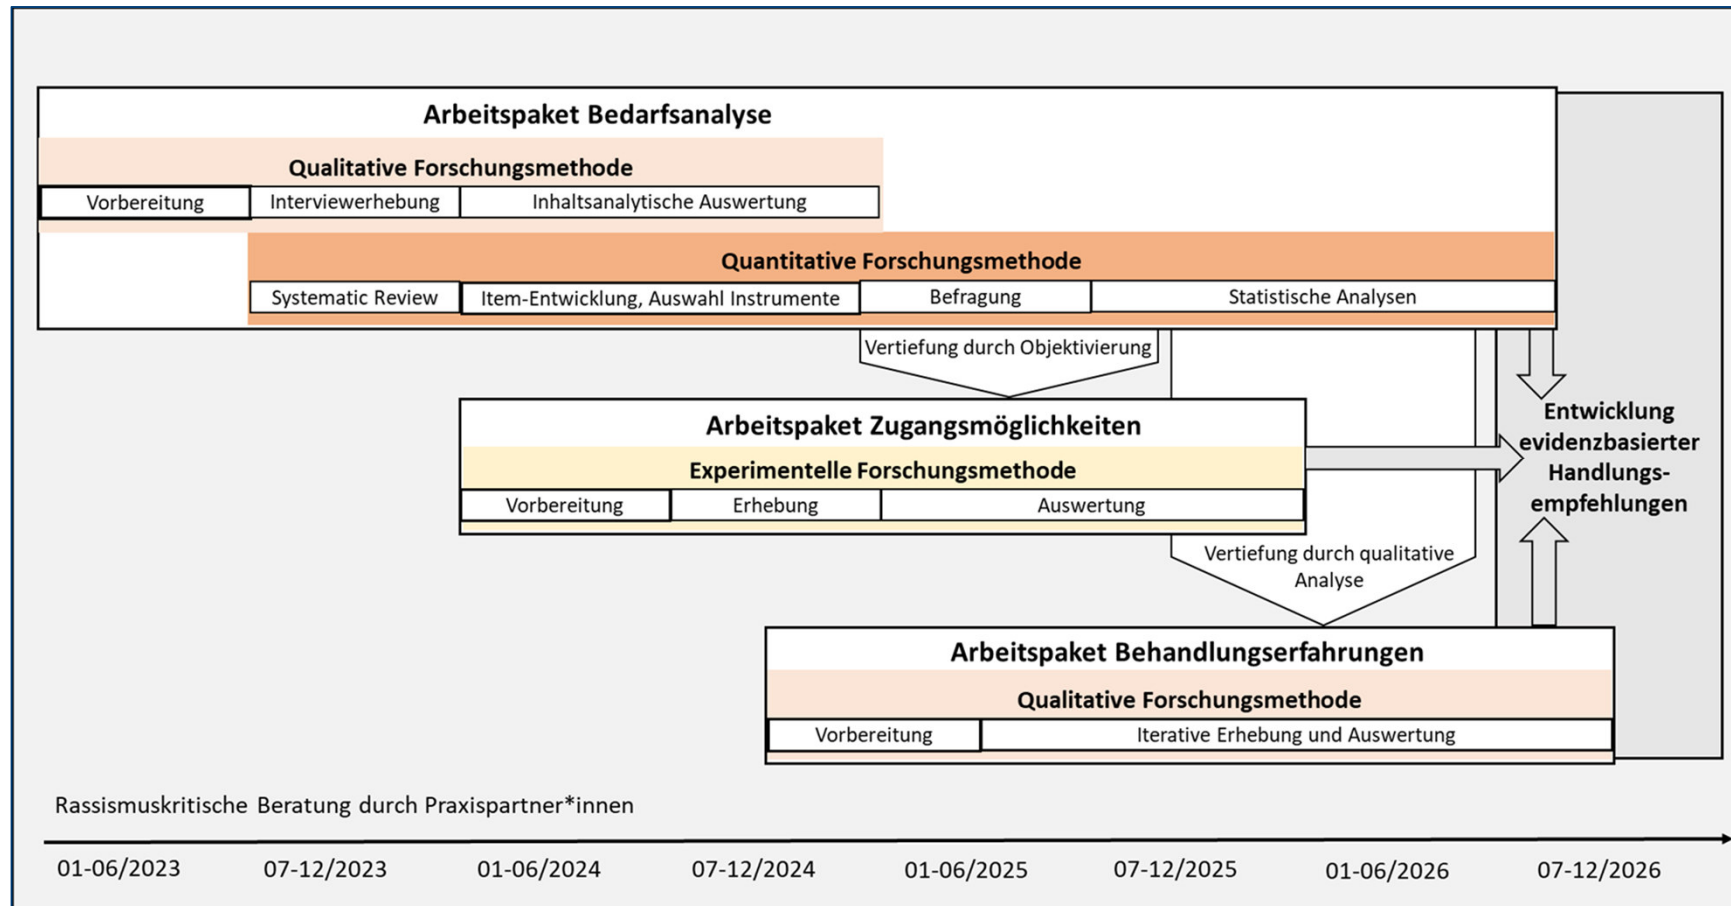 Arbeitspaket Bedarfsanalyse
Qualitative Forschungsmethode
Vorbereitung
Interviewerhebung
Inhaltsanalytische Auswertung
Quantitative Forschungsmethode
Systematic Review
Item-Entwicklung, Auswahl Instrumente
Befragung
Statistische Analysen
Vertiefung durch Objektivierung
Arbeitspaket Zugangsmöglichkeiten
Experimentelle Forschungsmethode
Vorbereitung
Erhebung
Auswertung
Entwicklung
evidenzbasierter
Handlungs-
empfehlungen
Vertiefung durch qualitative
Analyse
Arbeitspaket Behandlungserfahrungen
Qualitative Forschungsmethode
Vorbereitung
Iterative Erhebung und Auswertung
Rassismuskritische Beratung durch Praxispartner*innen
01-06/2023
07-12/2023
01-06/2024
07-12/2024
01-06/2025
07-12/2025
01-06/2026
07-12/2026